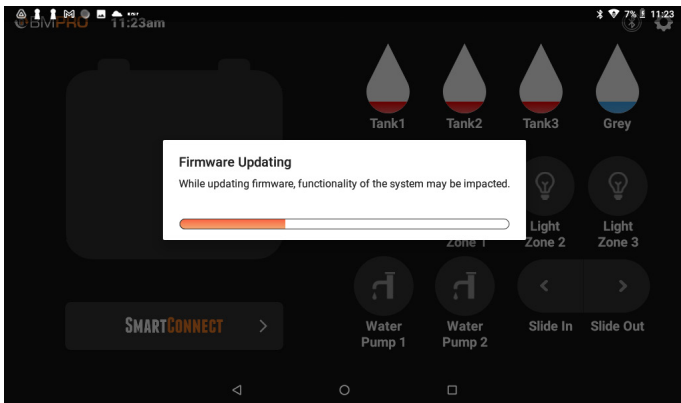 7% 11:23
BMPRO 11:23am
Tank1 Tank2 Tank3 Grey
Firmware Updating
While updating firmware, functionality of the system may be impacted.
Light Light
Zone 1 Zone 2 Zone 3
SMARTCONNECT
Water Water Slide In Slide Out
Pump 1 Pump 2